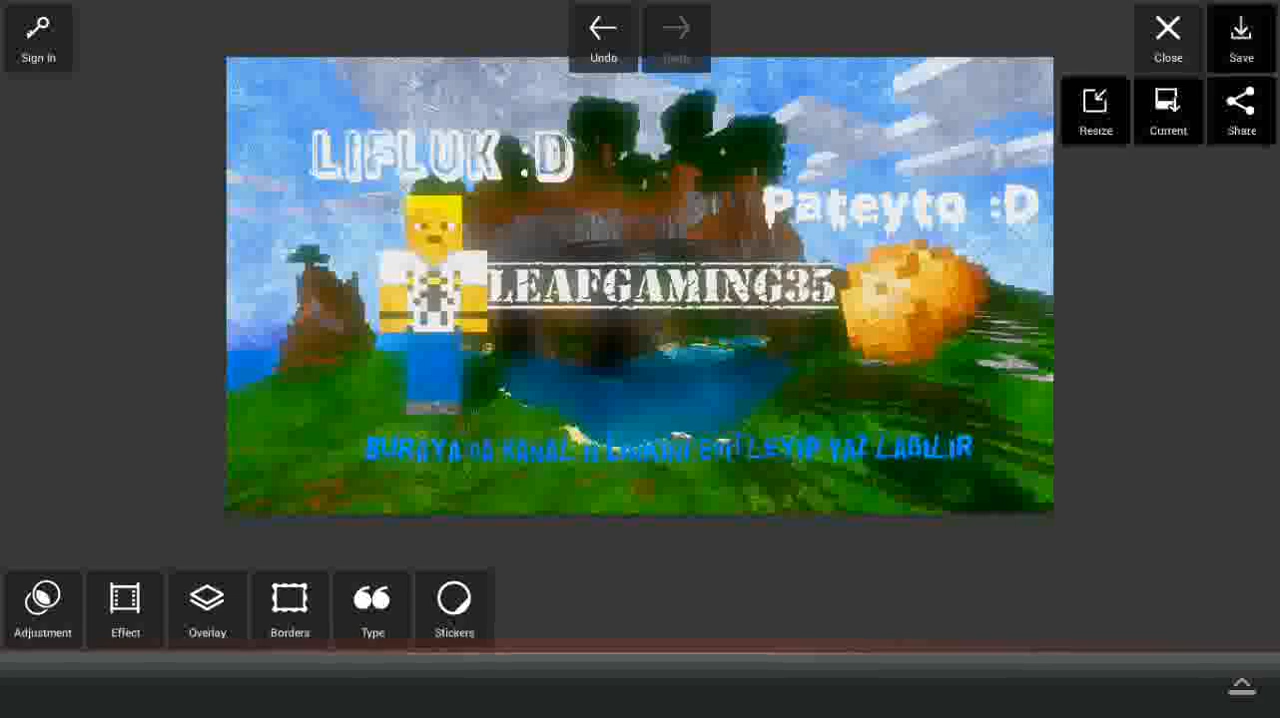 Sign In
Undo
Close
Save
Resize
Current
Share
LIFLUK :D
Pateyto :D
LEAFGAMING35
BURAYA DA KANAL
Adjustment
Effect
Overlay
Borders
Type
Stickers